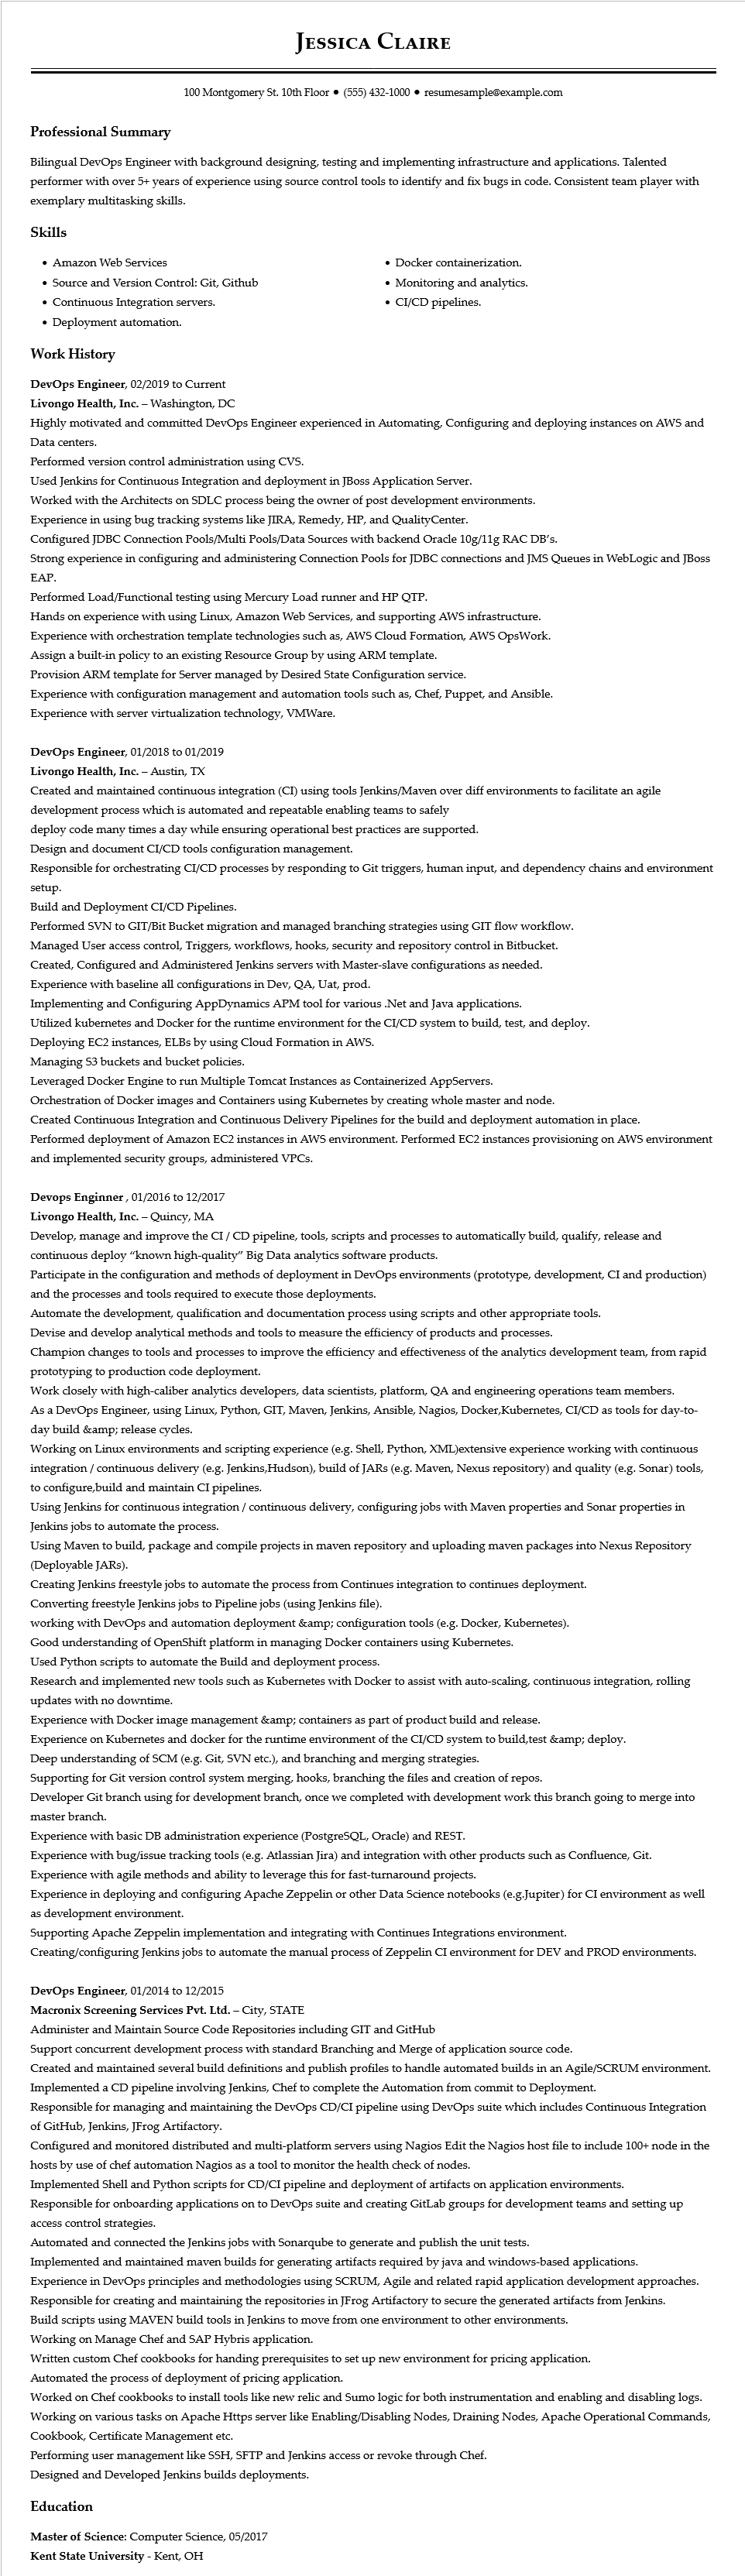 Jessica Claire
100 Montgomery St. 10th Floor ● (555) 432-1000 ● resumesample@example.com
Professional Summary
Bilingual DevOps Engineer with background designing, testing and implementing infrastructure and applications. Talented
performer with over 5+ years of experience using source control tools to identify and fix bugs in code. Consistent team player with
exemplary multitasking skills.
Skills
• Amazon Web Services
• Source and Version Control: Git, Github
• Continuous Integration servers.
• Deployment automation.
• Docker containerization.
• Monitoring and analytics.
• CI/CD pipelines.
Work History
DevOps Engineer, 02/2019 to Current
Livongo Health, Inc. – Washington, DC
Highly motivated and committed DevOps Engineer experienced in Automating, Configuring and deploying instances on AWS and
Data centers.
Performed version control administration using CVS.
Used Jenkins for Continuous Integration and deployment in JBoss Application Server.
Worked with the Architects on SDLC process being the owner of post development environments.
Experience in using bug tracking systems like JIRA, Remedy, HP, and QualityCenter.
Configured JDBC Connection Pools/Multi Pools/Data Sources with backend Oracle 10g/11g RAC DB’s.
Strong experience in configuring and administering Connection Pools for JDBC connections and JMS Queues in WebLogic and JBoss
EAP.
Performed Load/Functional testing using Mercury Load runner and HP QTP.
Hands on experience with using Linux, Amazon Web Services, and supporting AWS infrastructure.
Experience with orchestration template technologies such as, AWS Cloud Formation, AWS OpsWork.
Assign a built-in policy to an existing Resource Group by using ARM template.
Provision ARM template for Server managed by Desired State Configuration service.
Experience with configuration management and automation tools such as, Chef, Puppet, and Ansible.
Experience with server virtualization technology, VMWare.
DevOps Engineer, 01/2018 to 01/2019
Livongo Health, Inc. – Austin, TX
Created and maintained continuous integration (CI) using tools Jenkins/Maven over diff environments to facilitate an agile
development process which is automated and repeatable enabling teams to safely
deploy code many times a day while ensuring operational best practices are supported.
Design and document CI/CD tools configuration management.
Responsible for orchestrating CI/CD processes by responding to Git triggers, human input, and dependency chains and environment
setup.
Build and Deployment CI/CD Pipelines.
Performed SVN to GIT/Bit Bucket migration and managed branching strategies using GIT flow workflow.
Managed User access control, Triggers, workflows, hooks, security and repository control in Bitbucket.
Created, Configured and Administered Jenkins servers with Master-slave configurations as needed.
Experience with baseline all configurations in Dev, QA, Uat, prod.
Implementing and Configuring AppDynamics APM tool for various .Net and Java applications.
Utilized kubernetes and Docker for the runtime environment for the CI/CD system to build, test, and deploy.
Deploying EC2 instances, ELBs by using Cloud Formation in AWS.
Managing S3 buckets and bucket policies.
Leveraged Docker Engine to run Multiple Tomcat Instances as Containerized AppServers.
Orchestration of Docker images and Containers using Kubernetes by creating whole master and node.
Created Continuous Integration and Continuous Delivery Pipelines for the build and deployment automation in place.
Performed deployment of Amazon EC2 instances in AWS environment. Performed EC2 instances provisioning on AWS environment
and implemented security groups, administered VPCs.
Devops Enginner , 01/2016 to 12/2017
Livongo Health, Inc. – Quincy, MA
Develop, manage and improve the CI / CD pipeline, tools, scripts and processes to automatically build, qualify, release and
continuous deploy “known high-quality” Big Data analytics software products.
Participate in the configuration and methods of deployment in DevOps environments (prototype, development, CI and production)
and the processes and tools required to execute those deployments.
Automate the development, qualification and documentation process using scripts and other appropriate tools.
Devise and develop analytical methods and tools to measure the efficiency of products and processes.
Champion changes to tools and processes to improve the efficiency and effectiveness of the analytics development team, from rapid
prototyping to production code deployment.
Work closely with high-caliber analytics developers, data scientists, platform, QA and engineering operations team members.
As a DevOps Engineer, using Linux, Python, GIT, Maven, Jenkins, Ansible, Nagios, Docker,Kubernetes, CI/CD as tools for day-to-
day build &amp; release cycles.
Working on Linux environments and scripting experience (e.g. Shell, Python, XML)extensive experience working with continuous
integration / continuous delivery (e.g. Jenkins,Hudson), build of JARs (e.g. Maven, Nexus repository) and quality (e.g. Sonar) tools,
to configure,build and maintain CI pipelines.
Using Jenkins for continuous integration / continuous delivery, configuring jobs with Maven properties and Sonar properties in
Jenkins jobs to automate the process.
Using Maven to build, package and compile projects in maven repository and uploading maven packages into Nexus Repository
(Deployable JARs).
Creating Jenkins freestyle jobs to automate the process from Continues integration to continues deployment.
Converting freestyle Jenkins jobs to Pipeline jobs (using Jenkins file).
working with DevOps and automation deployment &amp; configuration tools (e.g. Docker, Kubernetes).
Good understanding of OpenShift platform in managing Docker containers using Kubernetes.
Used Python scripts to automate the Build and deployment process.
Research and implemented new tools such as Kubernetes with Docker to assist with auto-scaling, continuous integration, rolling
updates with no downtime.
Experience with Docker image management &amp; containers as part of product build and release.
Experience on Kubernetes and docker for the runtime environment of the CI/CD system to build,test &amp; deploy.
Deep understanding of SCM (e.g. Git, SVN etc.), and branching and merging strategies.
Supporting for Git version control system merging, hooks, branching the files and creation of repos.
Developer Git branch using for development branch, once we completed with development work this branch going to merge into
master branch.
Experience with basic DB administration experience (PostgreSQL, Oracle) and REST.
Experience with bug/issue tracking tools (e.g. Atlassian Jira) and integration with other products such as Confluence, Git.
Experience with agile methods and ability to leverage this for fast-turnaround projects.
Experience in deploying and configuring Apache Zeppelin or other Data Science notebooks (e.g.Jupiter) for CI environment as well
as development environment.
Supporting Apache Zeppelin implementation and integrating with Continues Integrations environment.
Creating/configuring Jenkins jobs to automate the manual process of Zeppelin CI environment for DEV and PROD environments.
DevOps Engineer, 01/2014 to 12/2015
Macronix Screening Services Pvt. Ltd. – City, STATE
Administer and Maintain Source Code Repositories including GIT and GitHub
Support concurrent development process with standard Branching and Merge of application source code.
Created and maintained several build definitions and publish profiles to handle automated builds in an Agile/SCRUM environment.
Implemented a CD pipeline involving Jenkins, Chef to complete the Automation from commit to Deployment.
Responsible for managing and maintaining the DevOps CD/CI pipeline using DevOps suite which includes Continuous Integration
of GitHub, Jenkins, JFrog Artifactory.
Configured and monitored distributed and multi-platform servers using Nagios Edit the Nagios host file to include 100+ node in the
hosts by use of chef automation Nagios as a tool to monitor the health check of nodes.
Implemented Shell and Python scripts for CD/CI pipeline and deployment of artifacts on application environments.
Responsible for onboarding applications on to DevOps suite and creating GitLab groups for development teams and setting up
access control strategies.
Automated and connected the Jenkins jobs with Sonarqube to generate and publish the unit tests.
Implemented and maintained maven builds for generating artifacts required by java and windows-based applications.
Experience in DevOps principles and methodologies using SCRUM, Agile and related rapid application development approaches.
Responsible for creating and maintaining the repositories in JFrog Artifactory to secure the generated artifacts from Jenkins.
Build scripts using MAVEN build tools in Jenkins to move from one environment to other environments.
Working on Manage Chef and SAP Hybris application.
Written custom Chef cookbooks for handing prerequisites to set up new environment for pricing application.
Automated the process of deployment of pricing application.
Worked on Chef cookbooks to install tools like new relic and Sumo logic for both instrumentation and enabling and disabling logs.
Working on various tasks on Apache Https server like Enabling/Disabling Nodes, Draining Nodes, Apache Operational Commands,
Cookbook, Certificate Management etc.
Performing user management like SSH, SFTP and Jenkins access or revoke through Chef.
Designed and Developed Jenkins builds deployments.
Education
Master of Science: Computer Science, 05/2017
Kent State University - Kent, OH